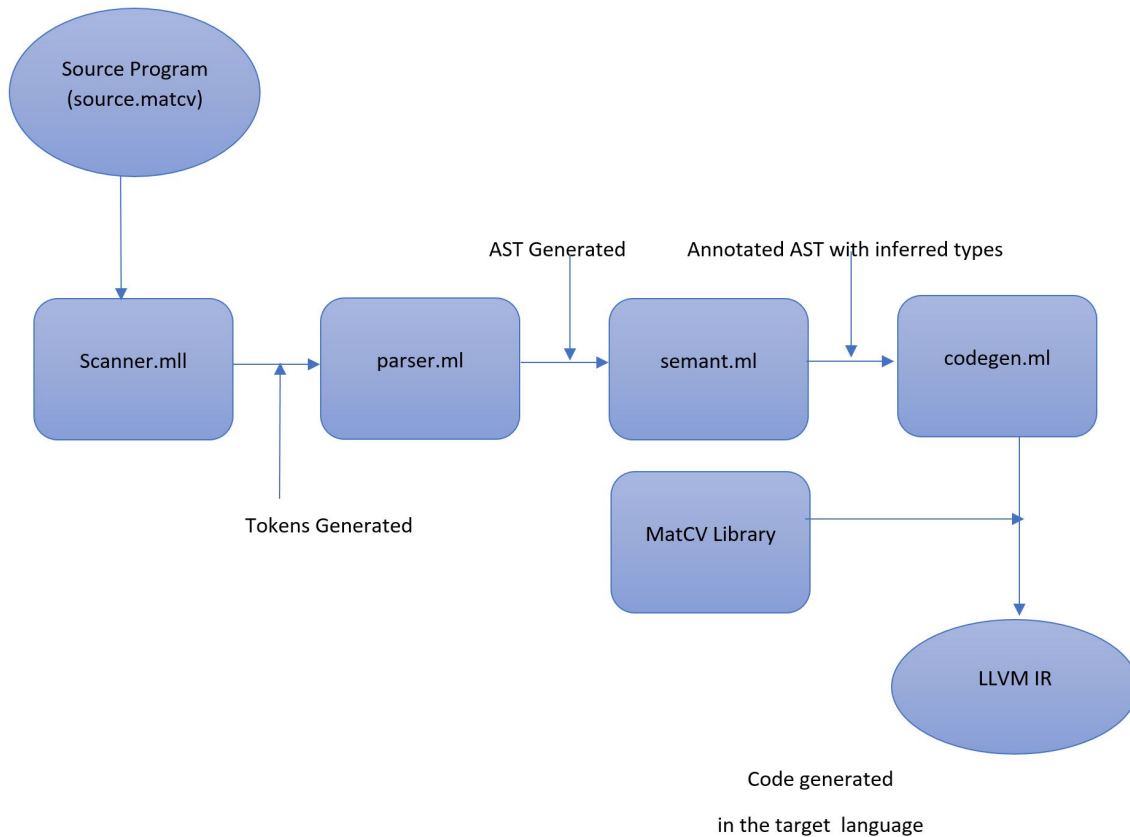 Source Program
(source.matcv)
AST Generated
Annotated AST with inferred types
Scanner.mll
parser.ml
semant.ml
codegen.ml
Tokens Generated
MatCV Library
LLVM IR
Code generated
in the target language